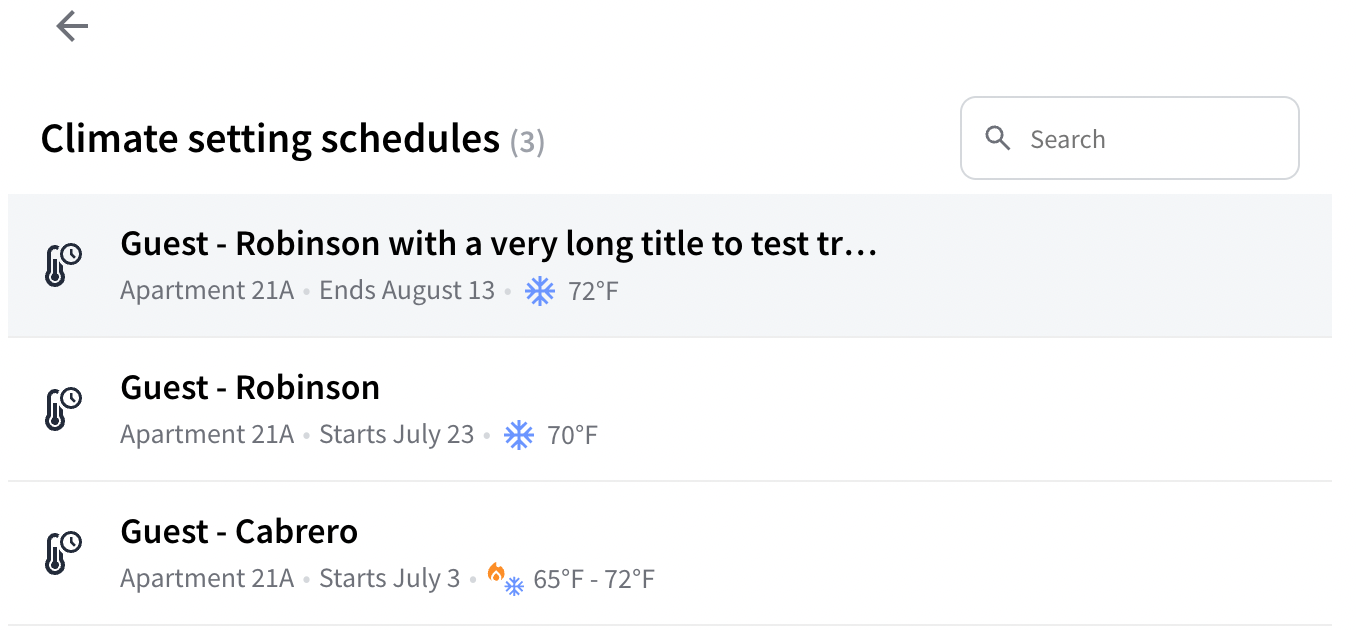 Climate setting schedules (3)
Search
Guest - Robinson with a very long title to test tr...
Apartment 21A • Ends August 13 • 72°F
Guest - Robinson
Apartment 21A • Starts July 23 • 70°F
Guest - Cabrero
Apartment 21A • Starts July 3 • 65°F - 72°F